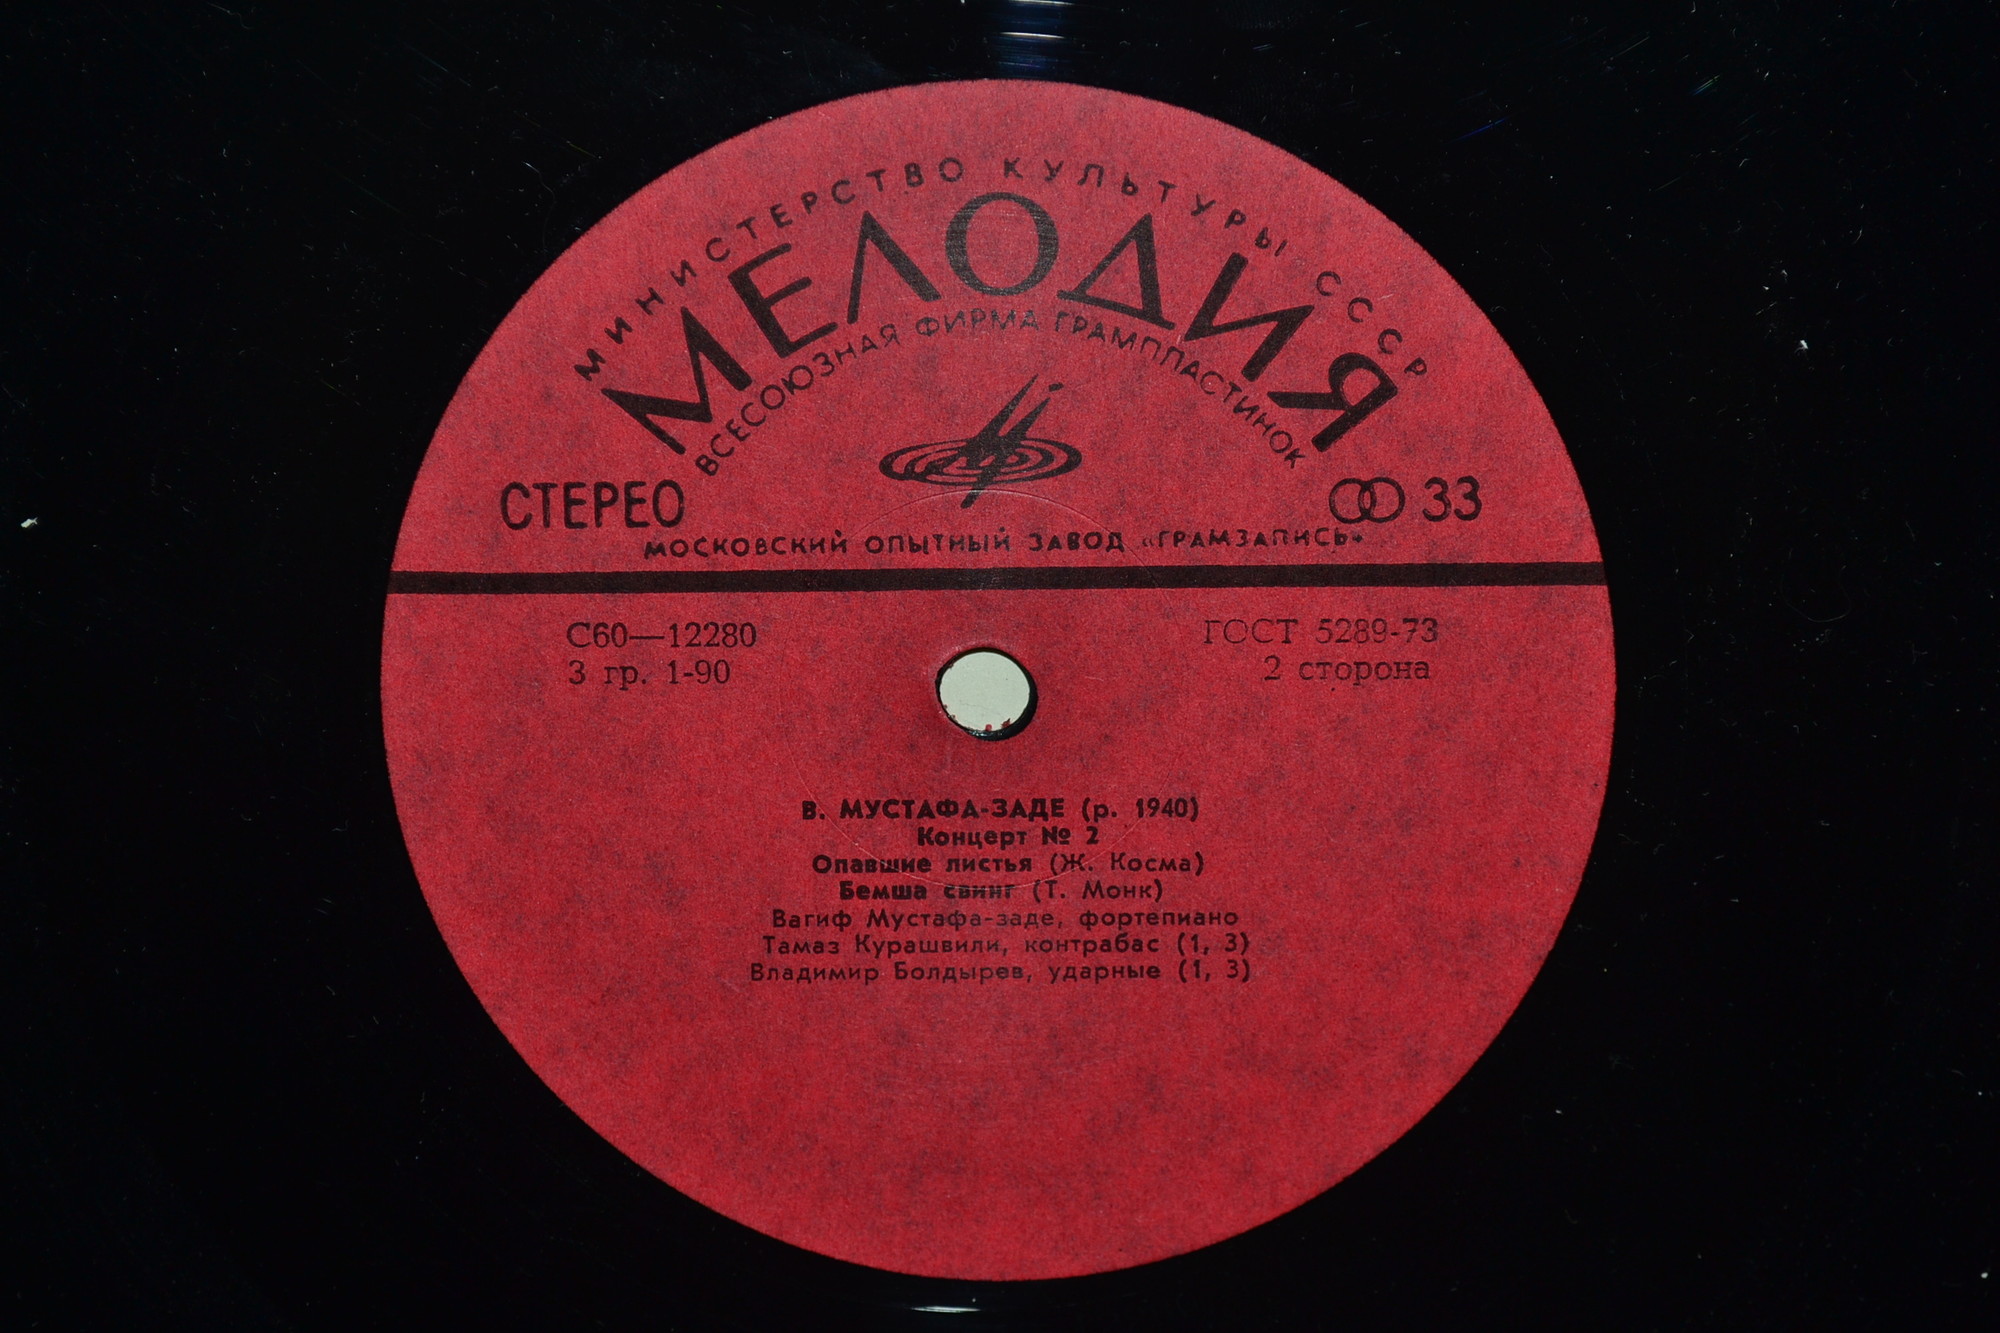 МИНИСТЕРСТВО КУЛЬТУРЫ СССР
МЕЛОДИЯ
ВСЕСОЮЗНАЯ ФИРМА ГРАМПЛАСТИНОК
СТЕРЕО
33
МОСКОВСКИЙ ОПЫТНЫЙ ЗАВОД «ГРАМЗАПИСЬ»
С60—12280
ГОСТ 5289-73
3 гр. 1-90
2 сторона
В. МУСТАФА-ЗАДЕ (р. 1940)
Концерт № 2
Опавшие листья (Ж. Косма)
Бемша свинг (Т. Монк)
Вагиф Мустафа-заде, фортепиано
Тамаз Курашвили, контрабас (1, 3)
Владимир Болдырев, ударные (1, 3)